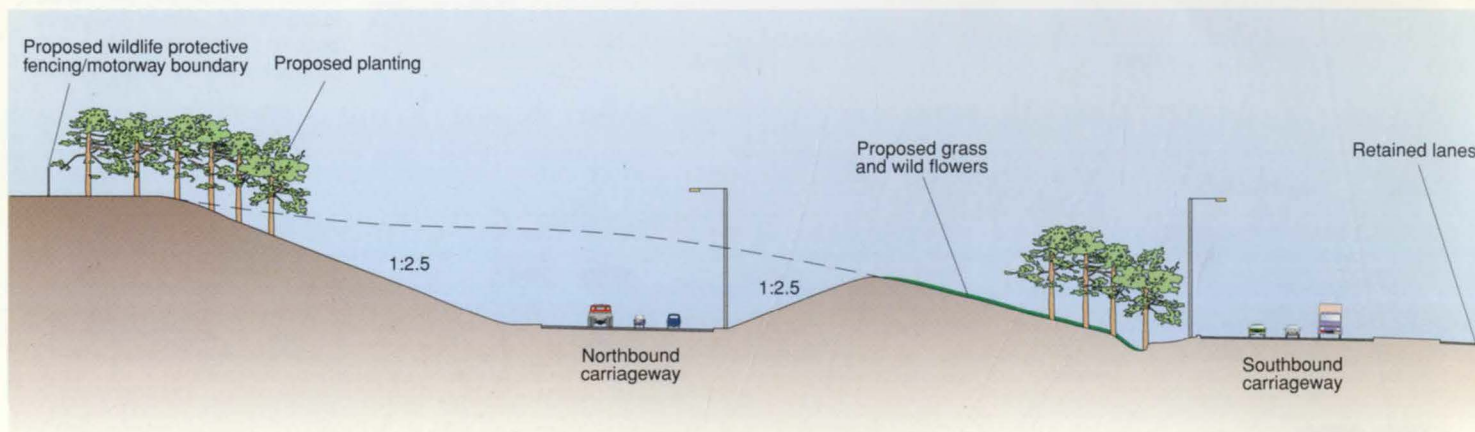 Proposed wildlife protective
fencing/motorway boundary
Proposed planting
Proposed grass
and wild flowers
Retained lanes
1:2.5
1:2.5
Northbound
carriageway
Southbound
carriageway